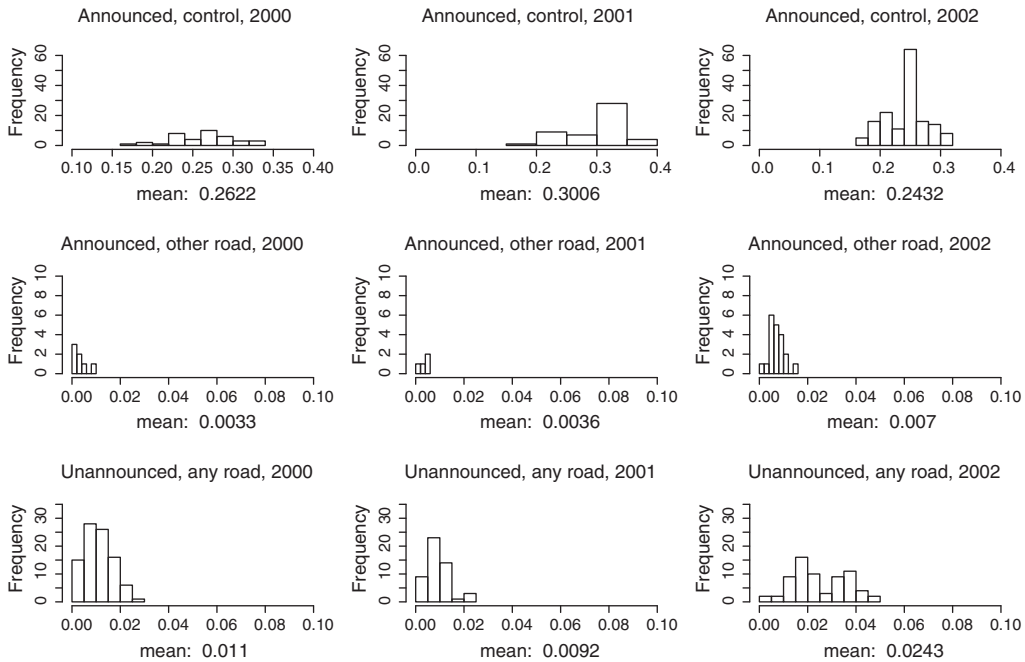 Announced, control, 2000
Frequency
0 20 40 60
0.10 0.15 0.20 0.25 0.30 0.35 0.40
mean: 0.2622
Announced, control, 2001
Frequency
0 20 40 60
0.0 0.1 0.2 0.3 0.4
mean: 0.3006
Announced, control, 2002
Frequency
0 20 40 60
0.0 0.1 0.2 0.3 0.4
mean: 0.2432
Announced, other road, 2000
Frequency
0 2 4 6 8 10
0.00 0.02 0.04 0.06 0.08 0.10
mean: 0.0033
Announced, other road, 2001
Frequency
0 2 4 6 8 10
0.00 0.02 0.04 0.06 0.08 0.10
mean: 0.0036
Announced, other road, 2002
Frequency
0 2 4 6 8 10
0.00 0.02 0.04 0.06 0.08 0.10
mean: 0.007
Unannounced, any road, 2000
Frequency
0 10 20 30
0.00 0.02 0.04 0.06 0.08 0.10
mean: 0.011
Unannounced, any road, 2001
Frequency
0 10 20 30
0.00 0.02 0.04 0.06 0.08 0.10
mean: 0.0092
Unannounced, any road, 2002
Frequency
0 10 20 30
0.00 0.02 0.04 0.06 0.08 0.10
mean: 0.0243